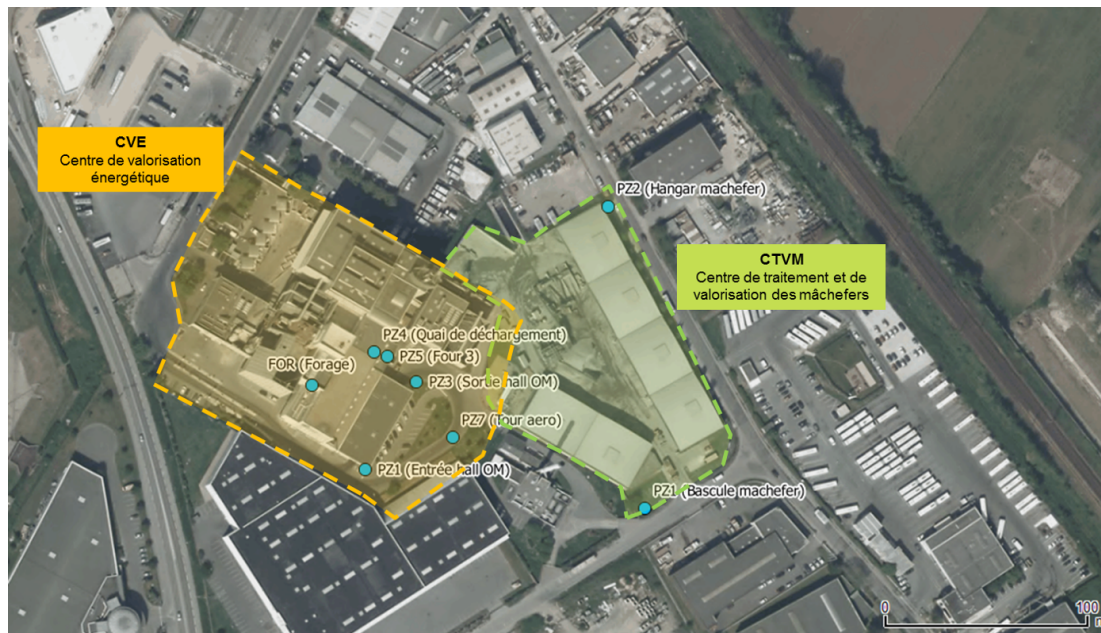 CVE
Centre de valorisation
énergétique
PZ2 (Hangar machefer)
CTVM
Centre de traitement et de
valorisation des mâchefers
PZ4 (Quai de déchargement)
PZ5 (Four 3)
FOR (Forage)
PZ3 (Sortie hall OM)
PZ7 (Tour aero)
PZ1 (Entrée hall OM)
PZ1 (Bascule machefer)
0 100
m